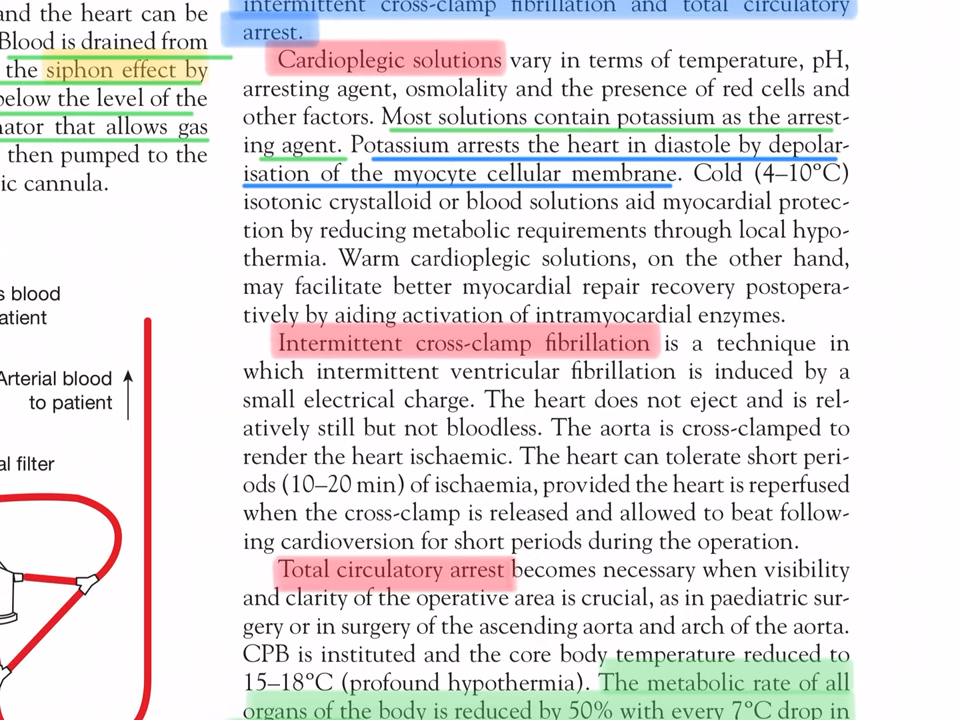 and the heart can be
Blood is drained from
the siphon effect by
below the level of the
that allows gas
then pumped to the
cannula.
blood
Arterial blood
to patient
filter
intermittent cross-clamp fibrillation and total circulatory
arrest.
Cardioplegic solutions vary in terms of temperature, pH,
arresting agent, osmolality and the presence of red cells and
other factors. Most solutions contain potassium as the arrest-
ing agent. Potassium arrests the heart in diastole by depolar-
isation of the myocyte cellular membrane. Cold (4–10°C)
isotonic crystalloid or blood solutions aid myocardial protec-
tion by reducing metabolic requirements through local hypo-
thermia. Warm cardioplegic solutions, on the other hand,
may facilitate better myocardial repair recovery postopera-
tively by aiding activation of intramyocardial enzymes.
Intermittent cross-clamp fibrillation is a technique in
which intermittent ventricular fibrillation is induced by a
small electrical charge. The heart does not eject and is rel-
atively still but not bloodless. The aorta is cross-clamped to
render the heart ischaemic. The heart can tolerate short peri-
ods (10–20 min) of ischaemia, provided the heart is reperfused
when the cross-clamp is released and allowed to beat follow-
ing cardioversion for short periods during the operation.
Total circulatory arrest becomes necessary when visibility
and clarity of the operative area is crucial, as in paediatric sur-
gery or in surgery of the ascending aorta and arch of the aorta.
CPB is instituted and the core body temperature reduced to
15–18°C (profound hypothermia). The metabolic rate of all
organs of the body is reduced by 50% with every 7°C drop in